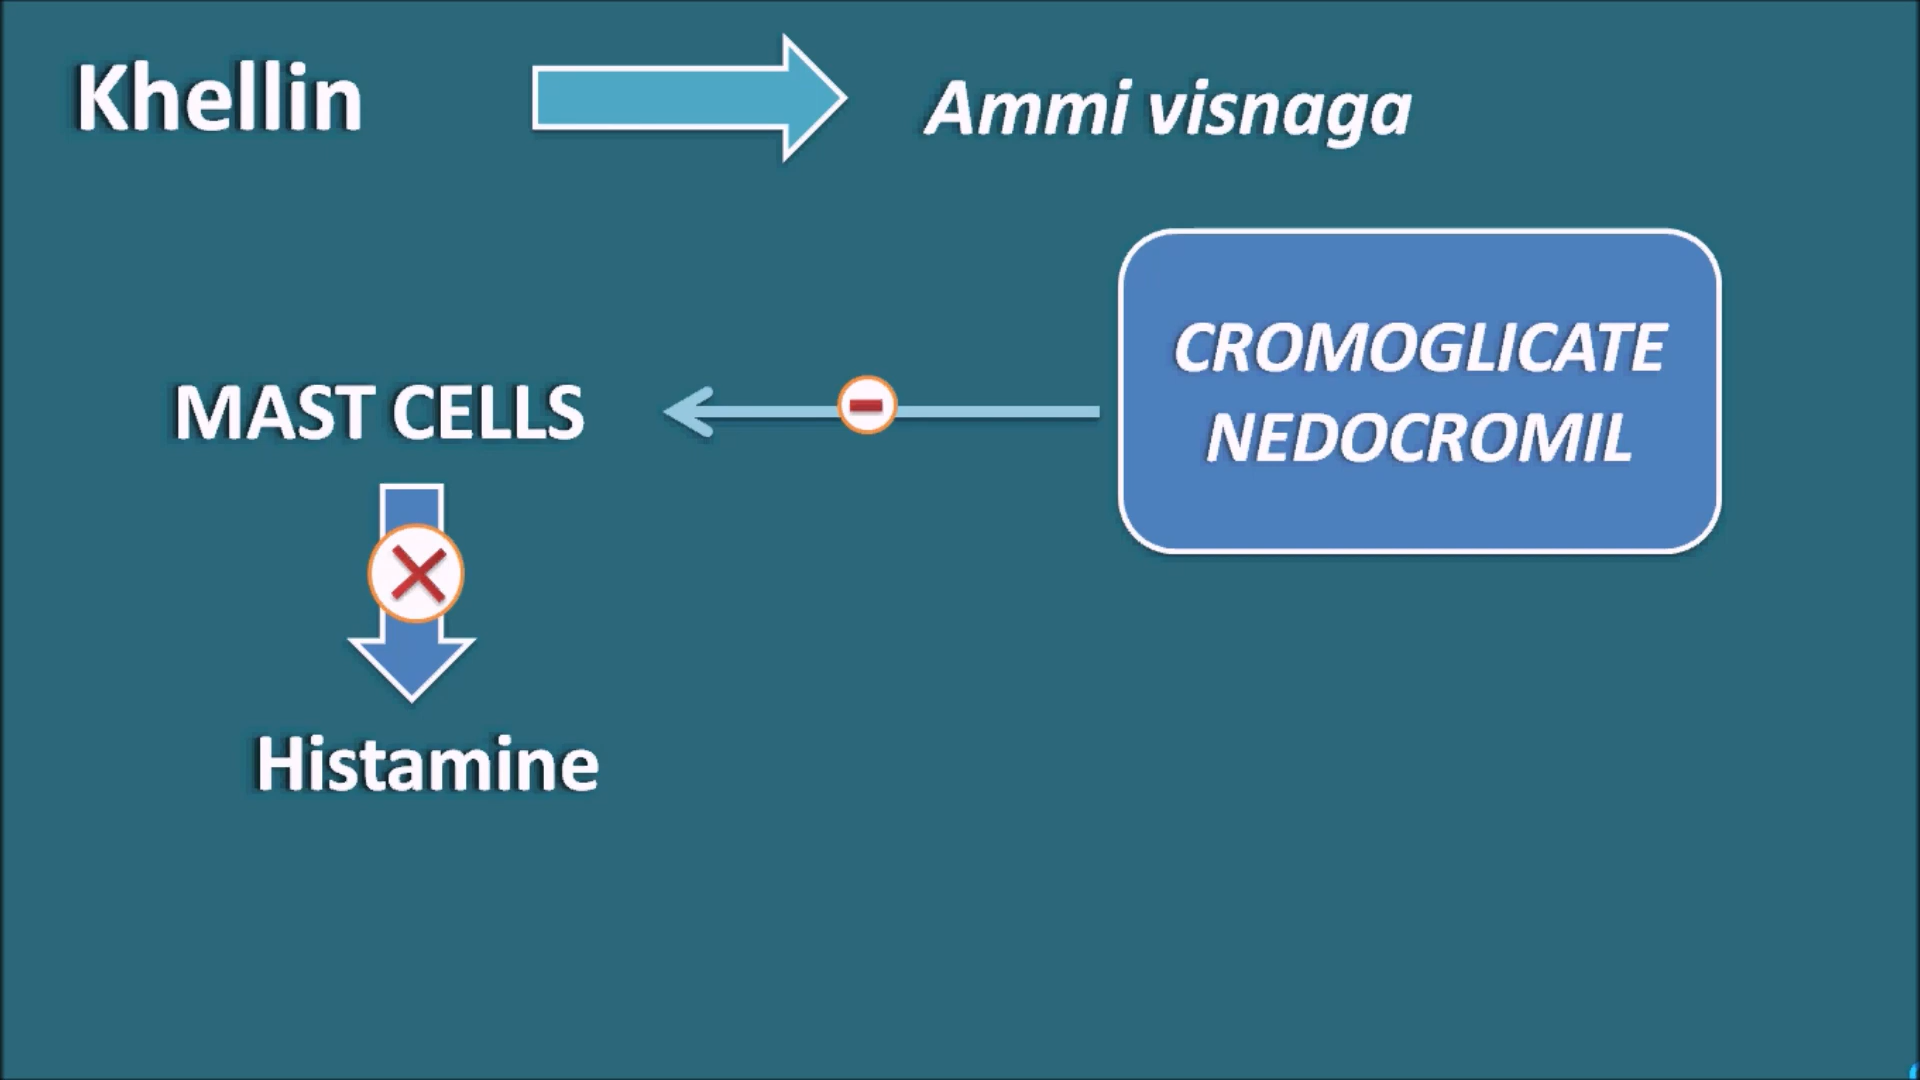 Khellin
Ammi visnaga
CROMOGLICATE
NEDOCROMIL
MAST CELLS
Histamine